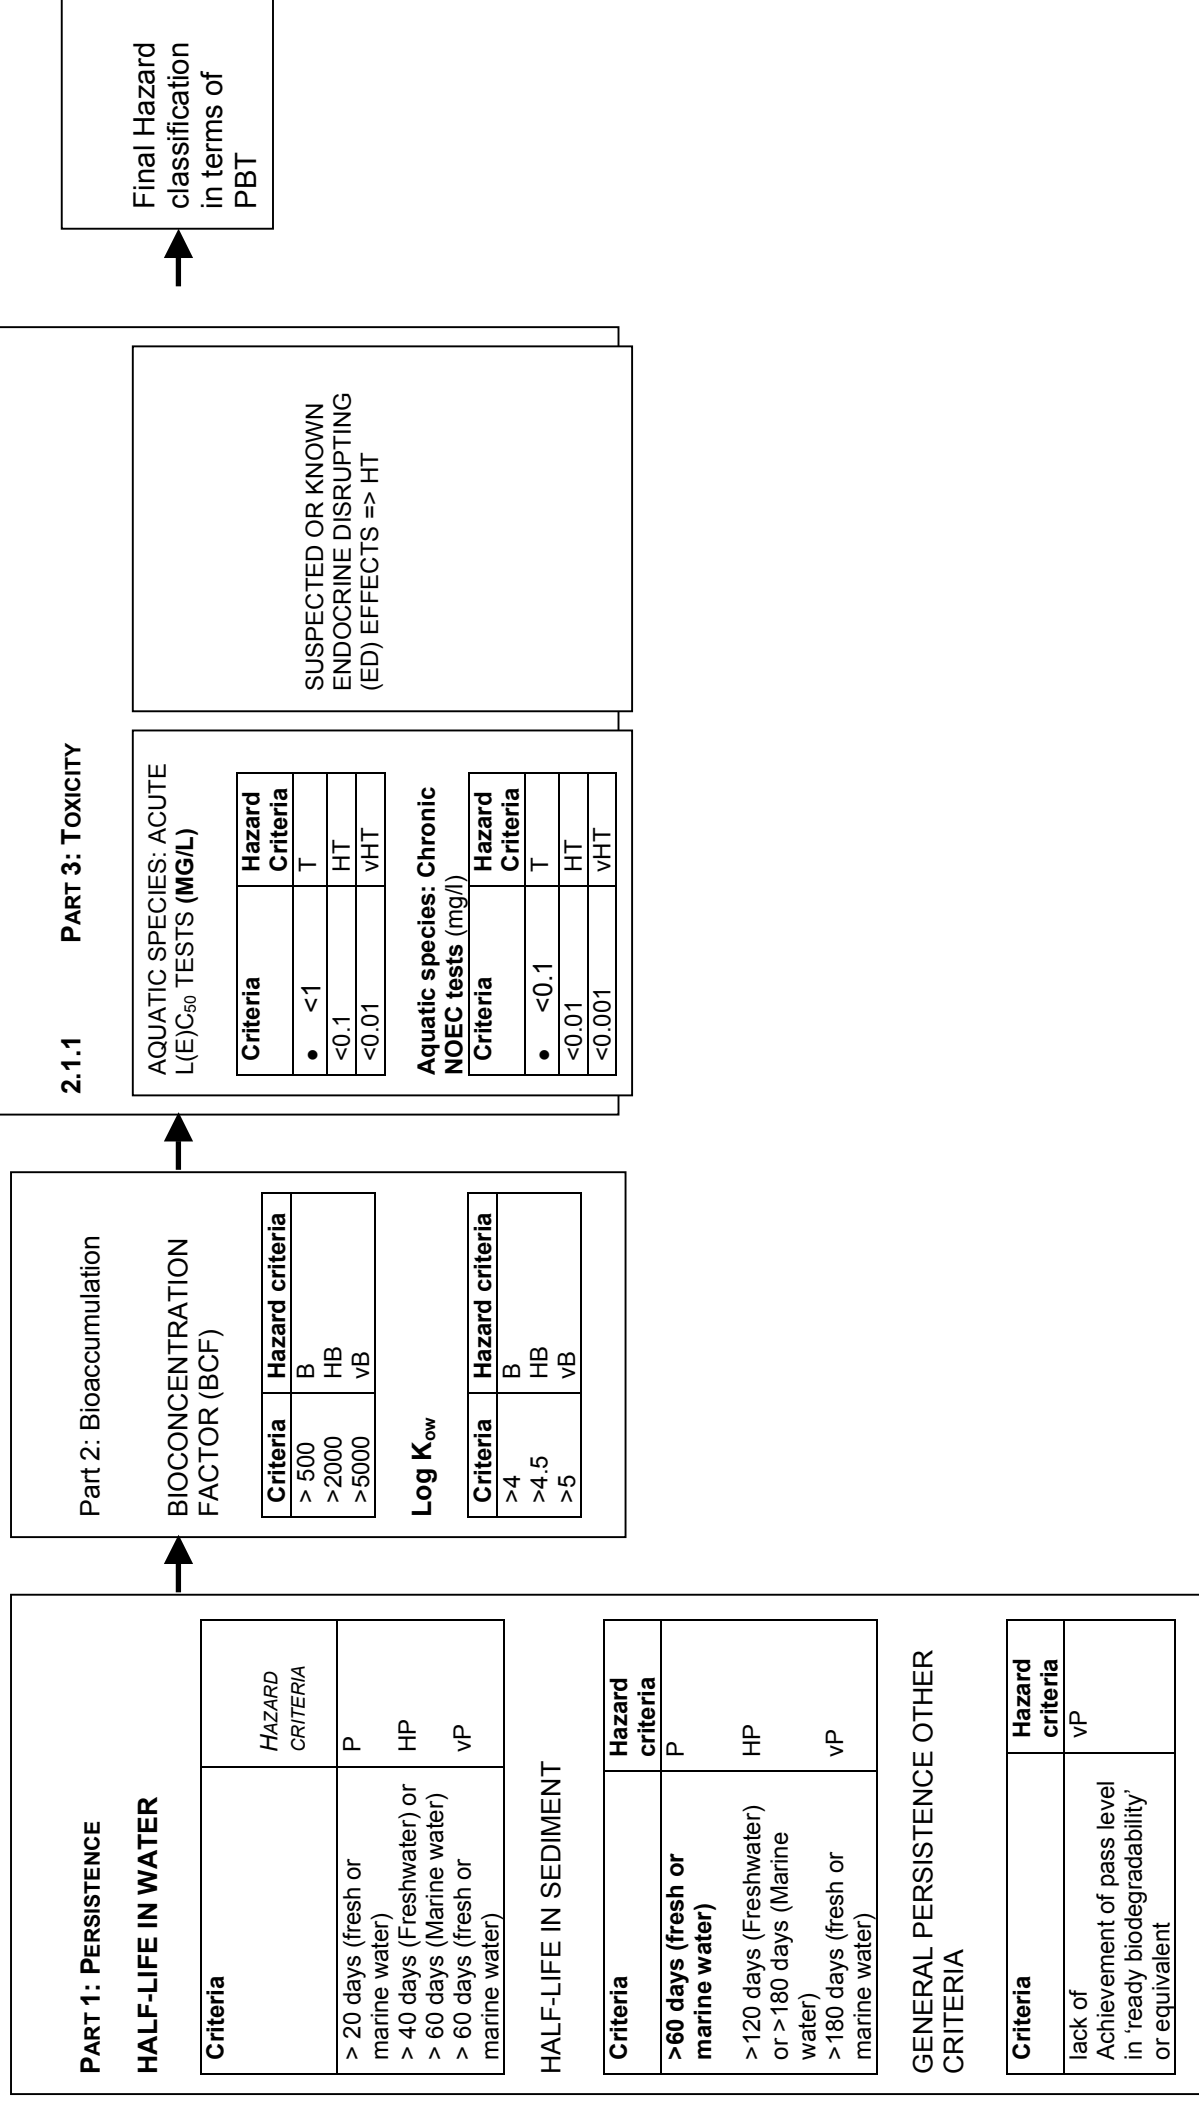 PART 1: PERSISTENCE
HALF-LIFE IN WATER
Criteria
HAZARD
CRITERIA
> 20 days (fresh or
marine water)
P
> 40 days (Freshwater) or
> 60 days (Marine water)
HP
> 60 days (fresh or
marine water)
vP
HALF-LIFE IN SEDIMENT
Criteria
Hazard
criteria
>60 days (fresh or
marine water)
P
>120 days (Freshwater)
or > 180 days (Marine
water)
HP
>180 days (fresh or
marine water)
vP
GENERAL PERSISTENCE OTHER
CRITERIA
Criteria
Hazard
criteria
lack of
Achievement of pass level
in ‘ready biodegradability’
or equivalent
vP
Part 2: Bioaccumulation
BIOCONCENTRATION
FACTOR (BCF)
Criteria Hazard criteria
> 500 B
>2000 HB
>5000 vB
Log Kow
Criteria Hazard criteria
>4 B
>4.5 HB
>5 vB
2.1.1 PART 3: TOXICITY
AQUATIC SPECIES: ACUTE
L(E)C50 TESTS (MG/L)
Criteria
Hazard
Criteria
• <1 T
<0.1 HT
<0.01 vHT
Aquatic species: Chronic
NOEC tests (mg/l)
Criteria
Hazard
Criteria
• <0.1 T
<0.01 HT
<0.001 vHT
SUSPECTED OR KNOWN
ENDOCRINE DISRUPTING
(ED) EFFECTS => HT
Final Hazard
classification
in terms of
PBT